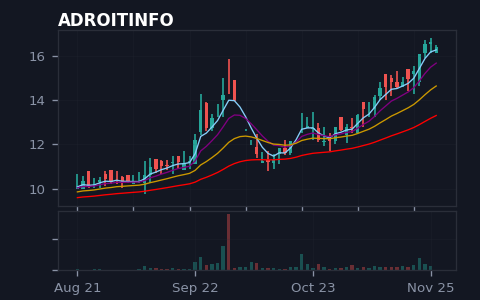 ADROITINFO
16
14
12
10
Aug 21
Sep 22
Oct 23
Nov 25